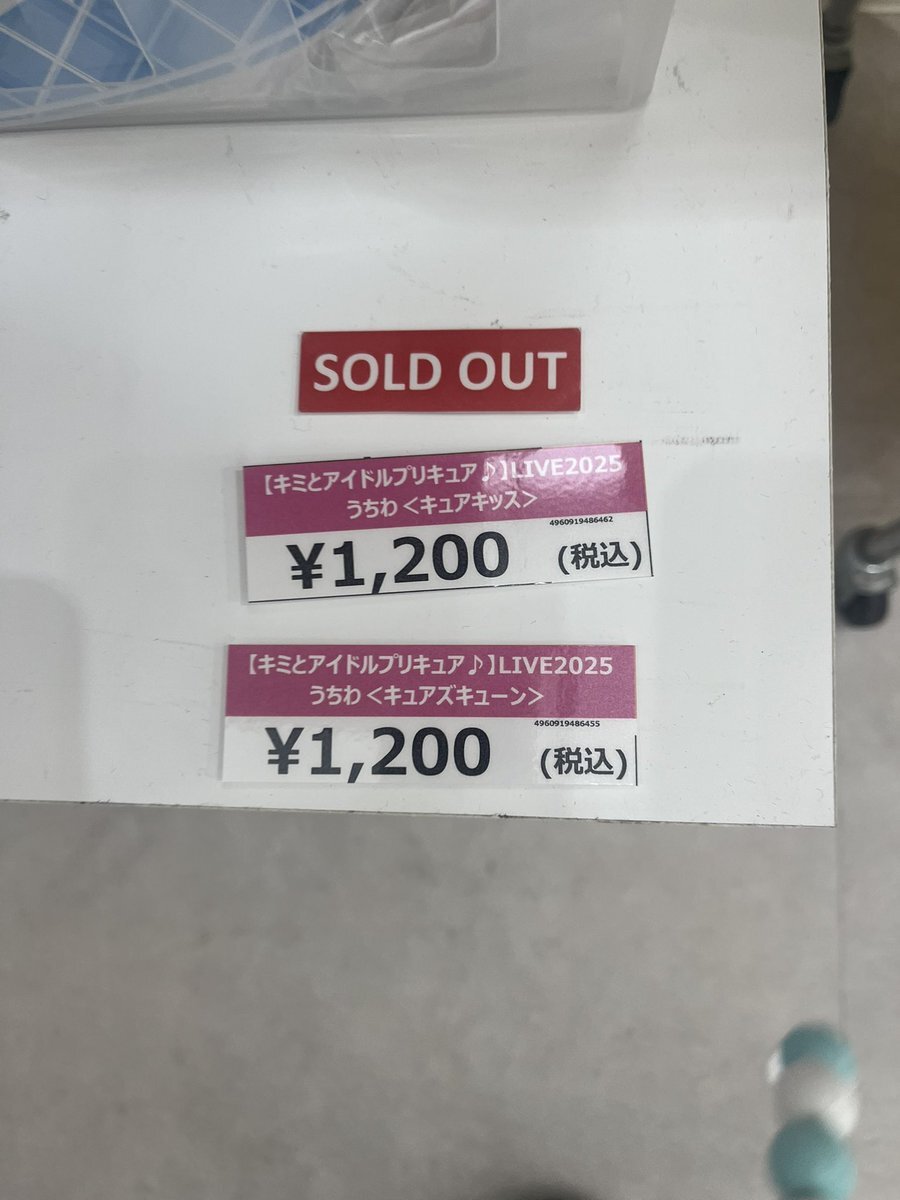 SOLD OUT
【キミとアイドルプリキュア♪】LIVE2025
うちわ<キュアキッス>
4960919486462
¥1,200 (税込)
【キミとアイドルプリキュア♪】LIVE2025
うちわ<キュアズキューン>
4960919486455
¥1,200 (税込)